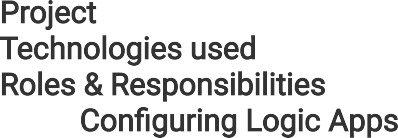 Project
Technologies used
Roles & Responsibilities
Configuring Logic Apps